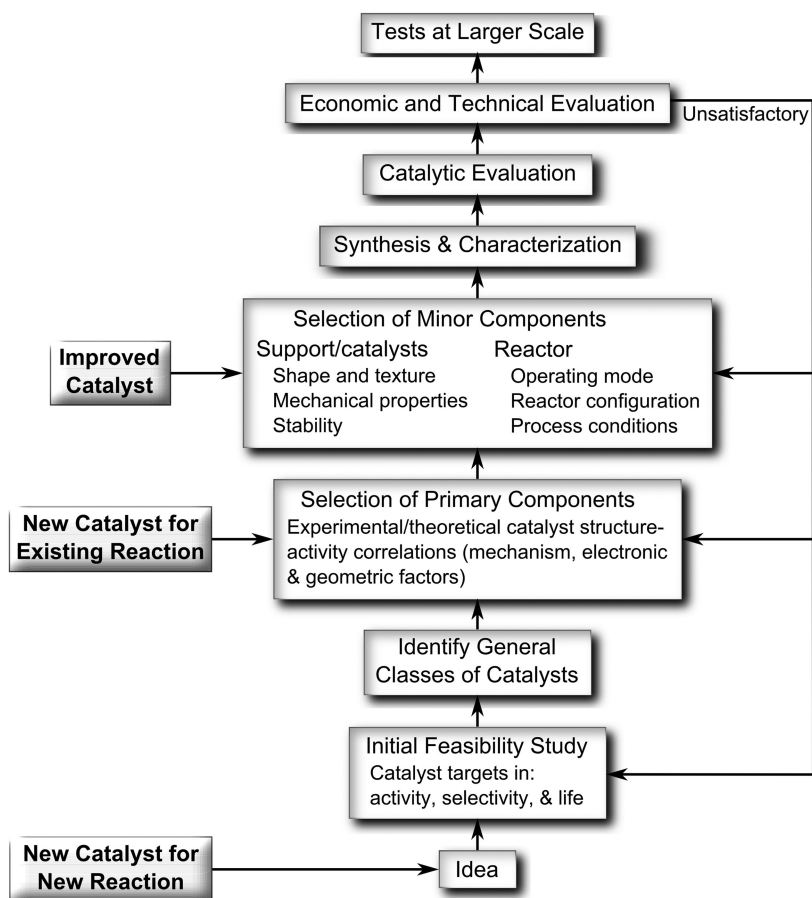 Tests at Larger Scale
Economic and Technical Evaluation
Unsatisfactory
Catalytic Evaluation
Synthesis & Characterization
Selection of Minor Components
Support/catalysts
Shape and texture
Mechanical properties
Stability
Reactor
Operating mode
Reactor configuration
Process conditions
Improved
Catalyst
Selection of Primary Components
Experimental/theoretical catalyst structure-
activity correlations (mechanism, electronic
& geometric factors)
New Catalyst for
Existing Reaction
Identify General
Classes of Catalysts
Initial Feasibility Study
Catalyst targets in:
activity, selectivity, & life
New Catalyst for
New Reaction
Idea